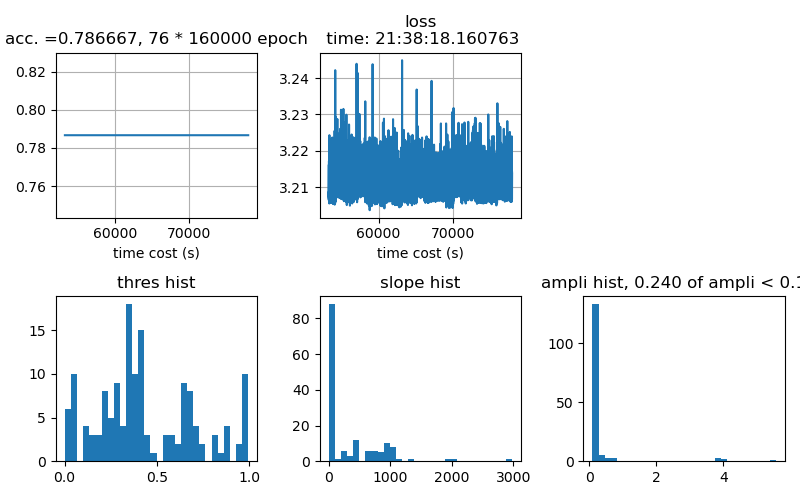 acc. =0.786667, 76 * 160000 epoch
0.82
0.80
0.78
0.76
60000 70000
time cost (s)
loss
time: 21:38:18.160763
3.24
3.23
3.22
3.21
60000 70000
time cost (s)
thres hist
15
10
5
0
0.0 0.5 1.0
slope hist
80
60
40
20
0
0 1000 2000 3000
ampli hist, 0.240 of ampli < 0.1
100
50
0
0 2 4